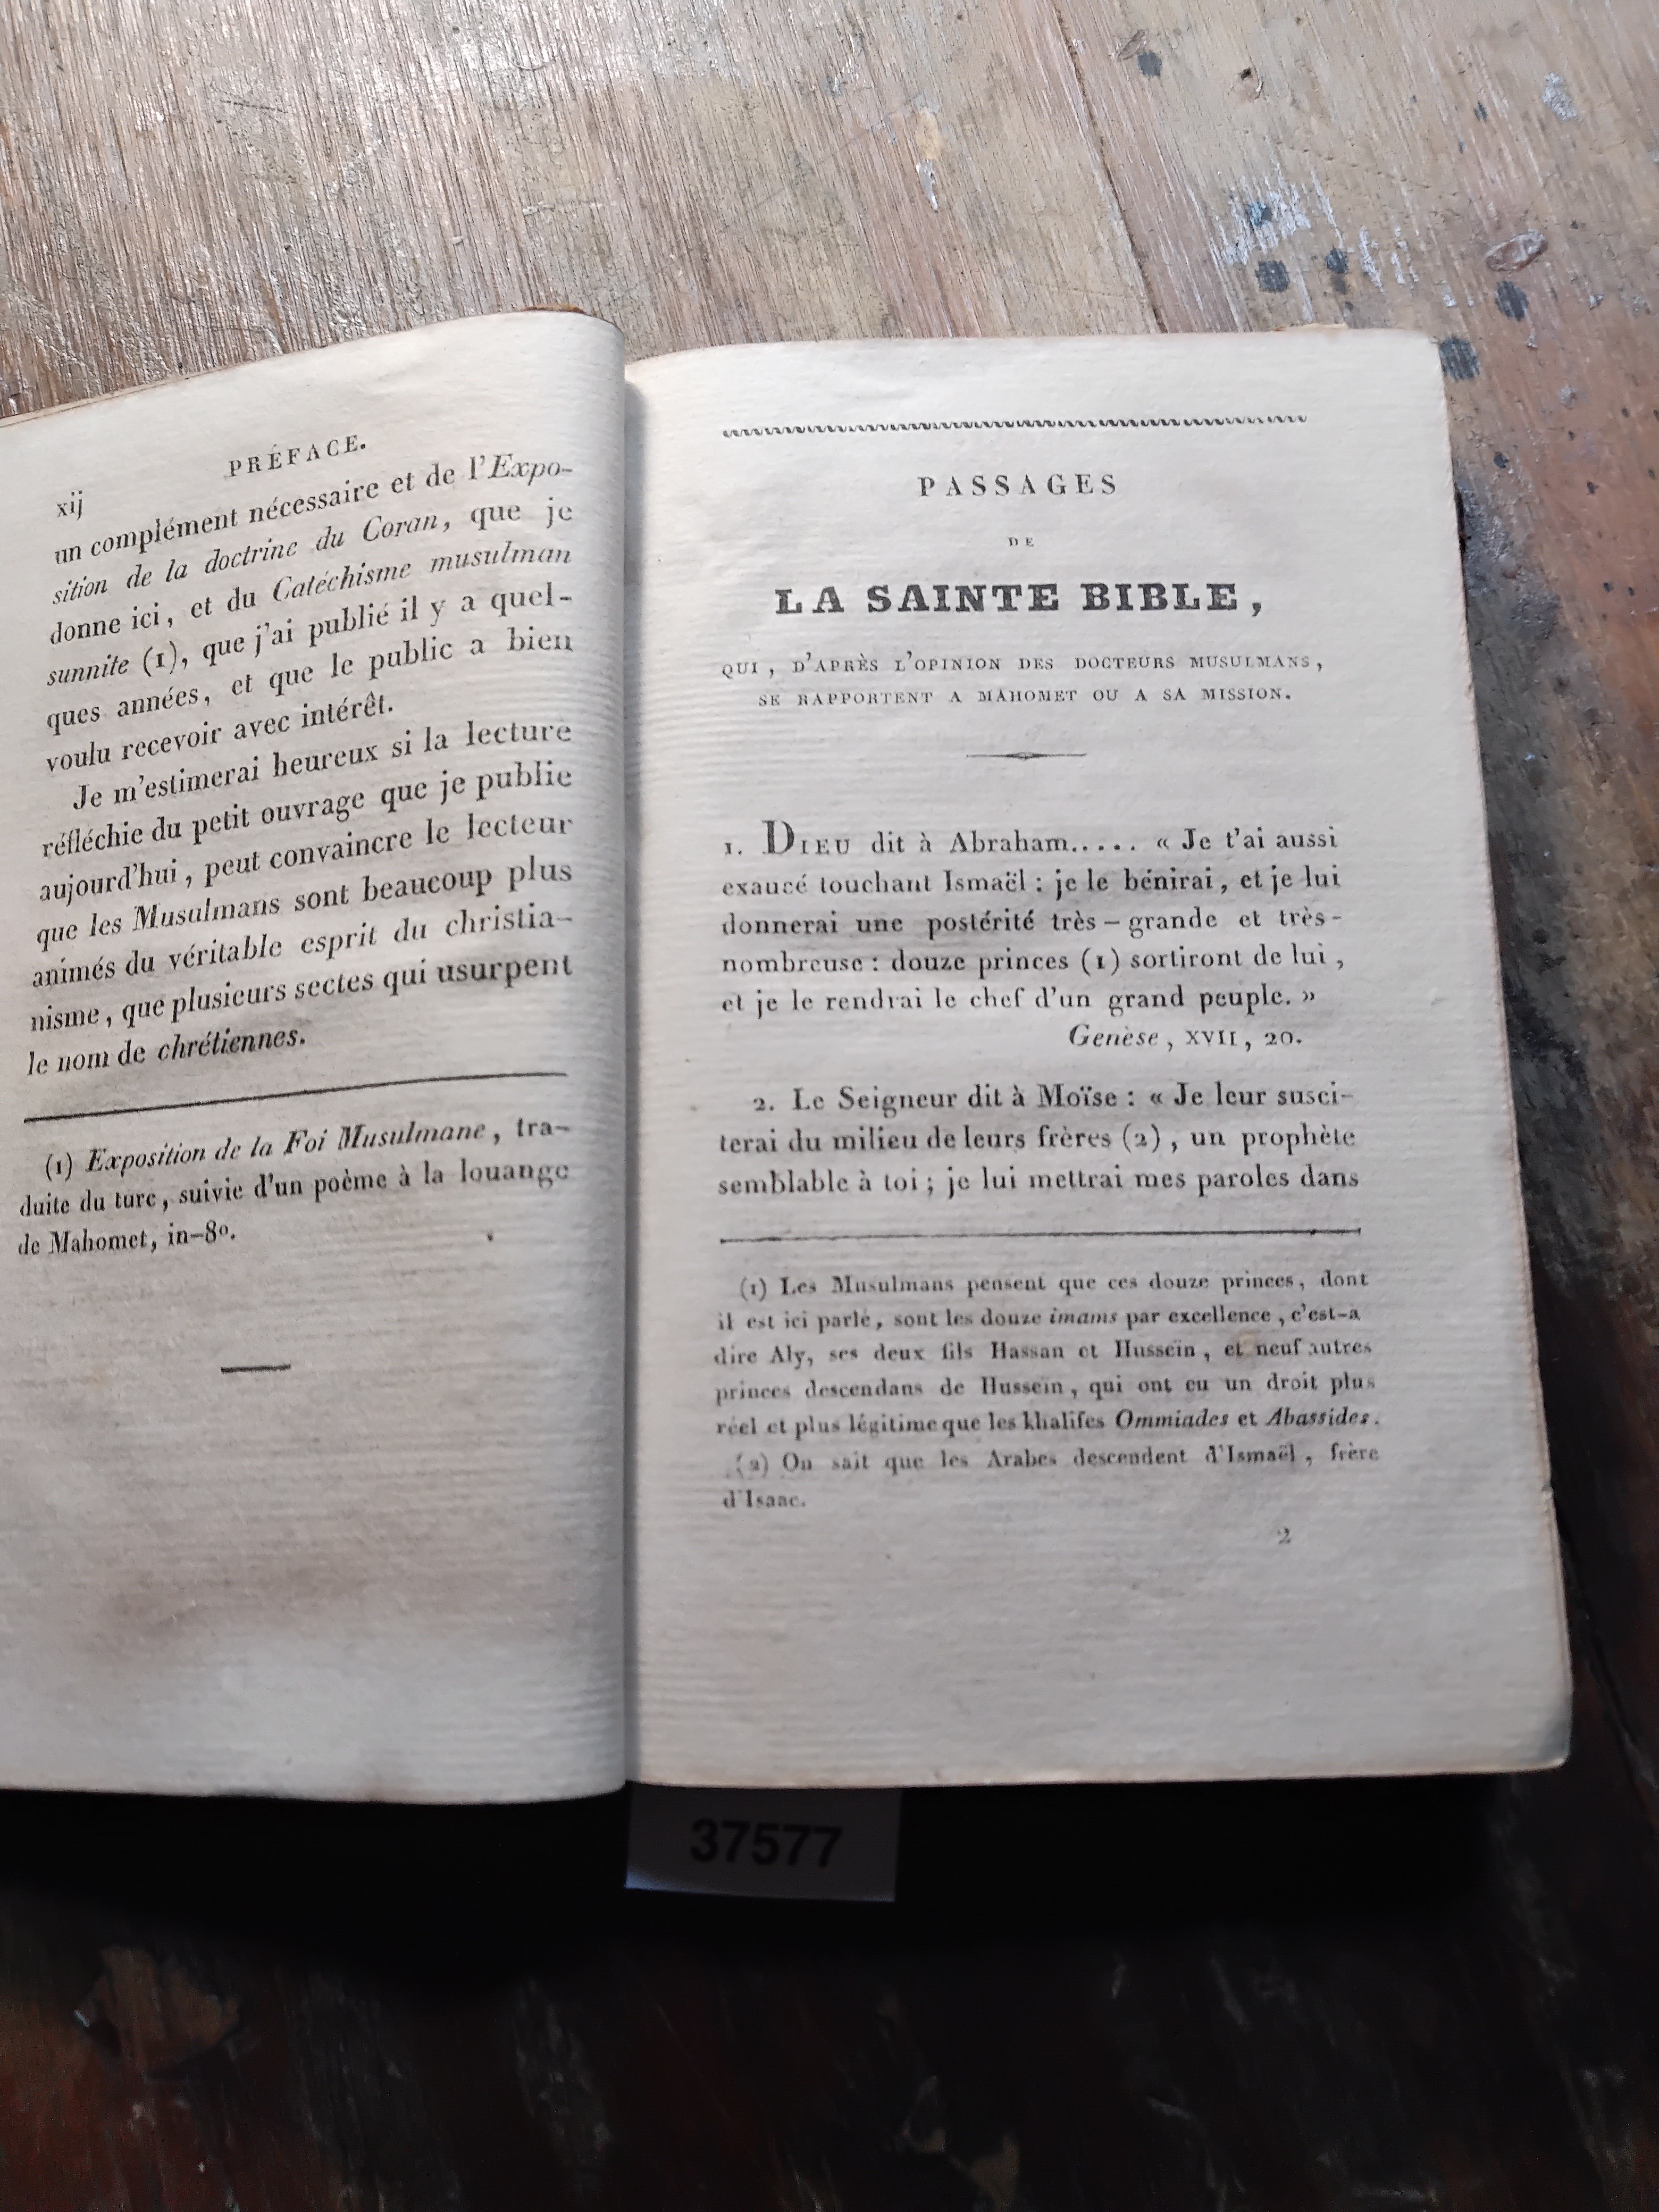 PRÉFACE.
xij
un complément nécessaire et de l'Expo-
sition de la doctrine du Coran, que je
donne ici, et du Catéchisme musulman
sunnite (1), que j'ai publié il y a quel-
ques années, et que le public a bien
voulu recevoir avec intérêt.
Je m'estimerai heureux si la lecture
réfléchie du petit ouvrage que je publie
aujourd'hui, peut convaincre le lecteur
que les Musulmans sont beaucoup plus
animés du véritable esprit du christia-
nisme, que plusieurs sectes qui usurpent
le nom de chrétiennes.
(1) Exposition de la Foi Musulmane, tra-
duite du turc, suivie d'un poème à la louange
de Mahomet, in-8º.
PASSAGES
DE
LA SAINTE BIBLE,
QUI, D'APRÈS L'OPINION DES DOCTEURS MUSULMANS,
SE RAPPORTENT A MAHOMET OU A SA MISSION.
1. DIEU dit à Abraham..... « Je t'ai aussi
exaucé touchant Ismaël : je le bénirai, et je lui
donnerai une postérité très-grande et très-
nombreuse : douze princes (1) sortiront de lui,
et je le rendrai le chef d'un grand peuple. »
Genèse, XVII, 20.
2. Le Seigneur dit à Moïse : « Je leur susci-
terai du milieu de leurs frères (2), un prophète
semblable à toi ; je lui mettrai mes paroles dans
(1) Les Musulmans pensent que ces douze princes, dont
il est ici parlé, sont les douze imams par excellence, c'est-a
dire Aly, ses deux fils Hassan et Hussein, et neuf autres
princes descendans de Hussein, qui ont eu un droit plus
réel et plus légitime que les khalifes Ommiades et Abassides.
(2) On sait que les Arabes descendent d'Ismaël, frère
d'Isaac.
2
37577